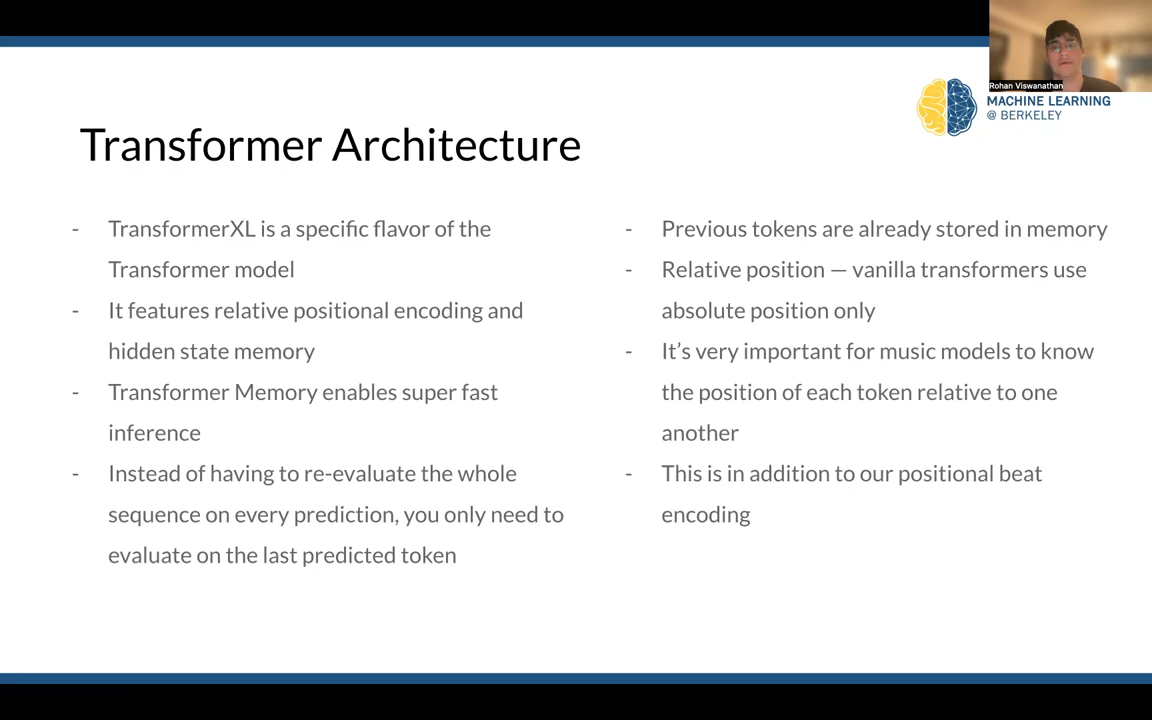 Rohan Viswanathan
MACHINE LEARNING
@ BERKELEY
Transformer Architecture
- TransformerXL is a specific flavor of the
Transformer model
- It features relative positional encoding and
hidden state memory
- Transformer Memory enables super fast
inference
- Instead of having to re-evaluate the whole
sequence on every prediction, you only need to
evaluate on the last predicted token
- Previous tokens are already stored in memory
- Relative position — vanilla transformers use
absolute position only
- It’s very important for music models to know
the position of each token relative to one
another
- This is in addition to our positional beat
encoding